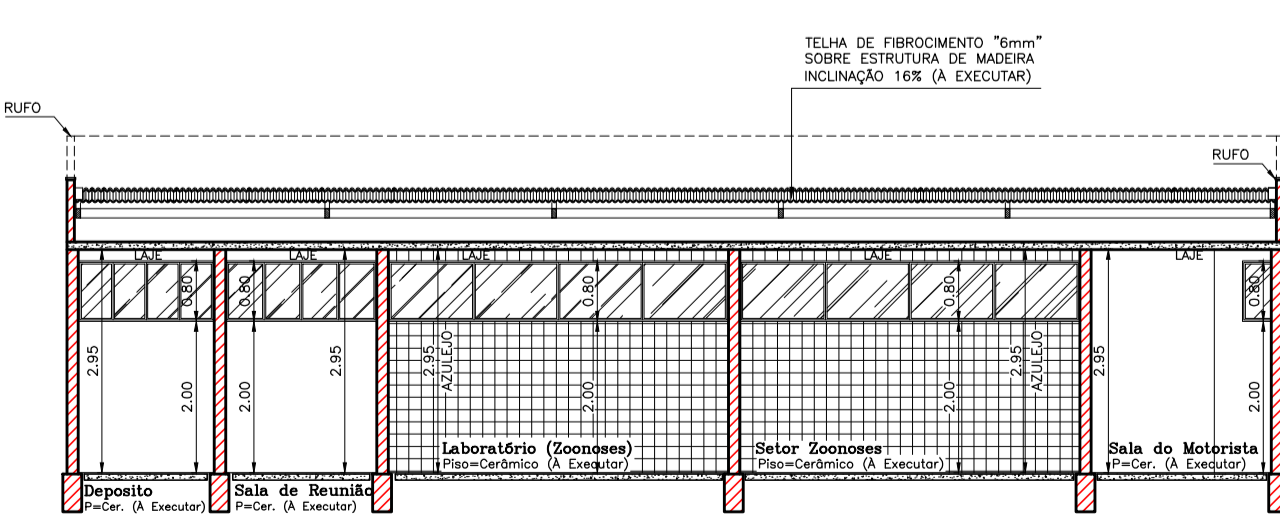 TELHA DE FIBROCIMENTO "6mm"
SOBRE ESTRUTURA DE MADEIRA
INCLINAÇÃO 16% (À EXECUTAR)
RUFO
RUFO
LAJE
LAJE
LAJE
LAJE
LAJE
0.80
0.80
0.80
0.80
0.80
2.95
2.00
2.00
2.95
2.95
AZULEJO
2.00
2.00
2.95
AZULEJO
2.95
2.00
Laboratório (Zoonoses)
Piso=Cerâmico (À Executar)
Setor Zoonoses
Piso=Cerâmico (À Executar)
Sala do Motorista
P=Cer. (À Executar)
Deposito
P=Cer. (À Executar)
Sala de Reunião
P=Cer. (À Executar)